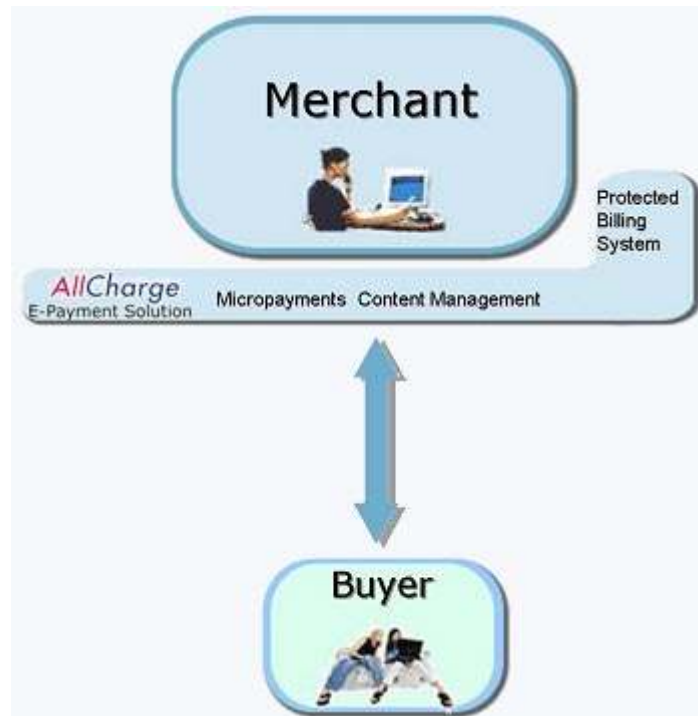 Merchant
Protected
Billing
System
AllCharge
E-Payment Solution
Micropayments Content Management
Buyer